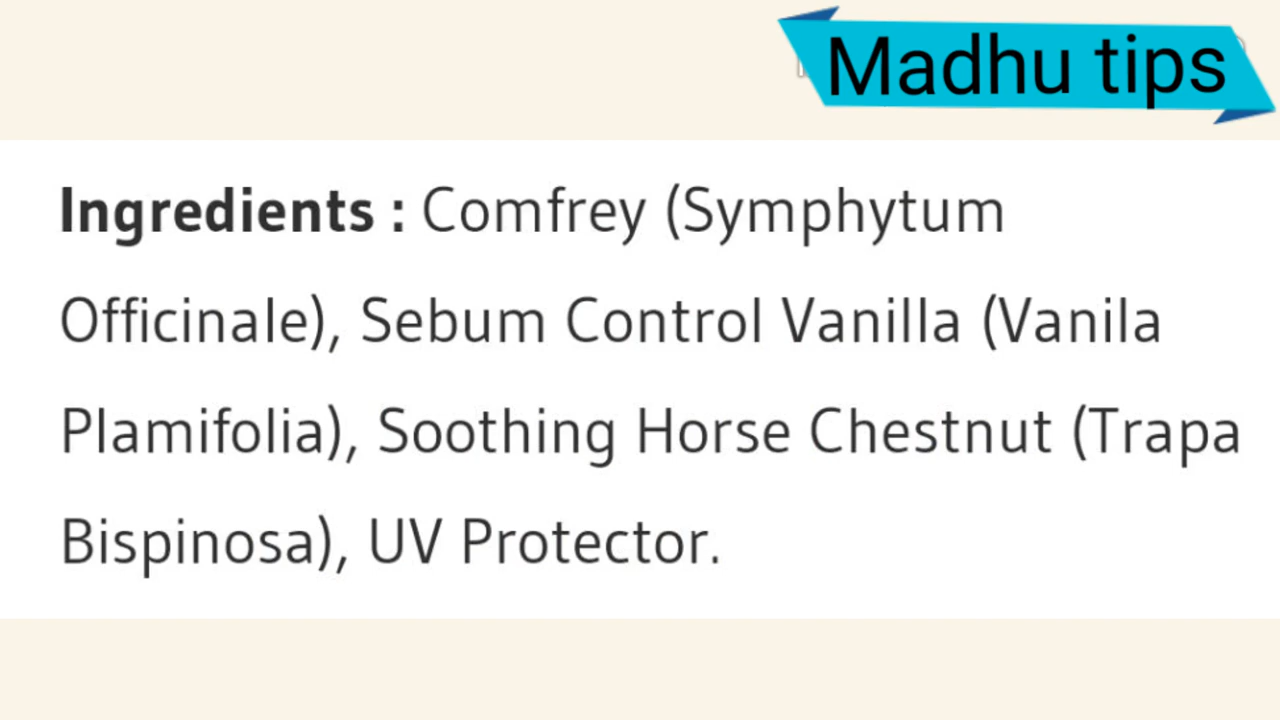 Madhu tips
Ingredients : Comfrey (Symphytum
Officinale), Sebum Control Vanilla (Vanila
Plamifolia), Soothing Horse Chestnut (Trapa
Bispinosa), UV Protector.